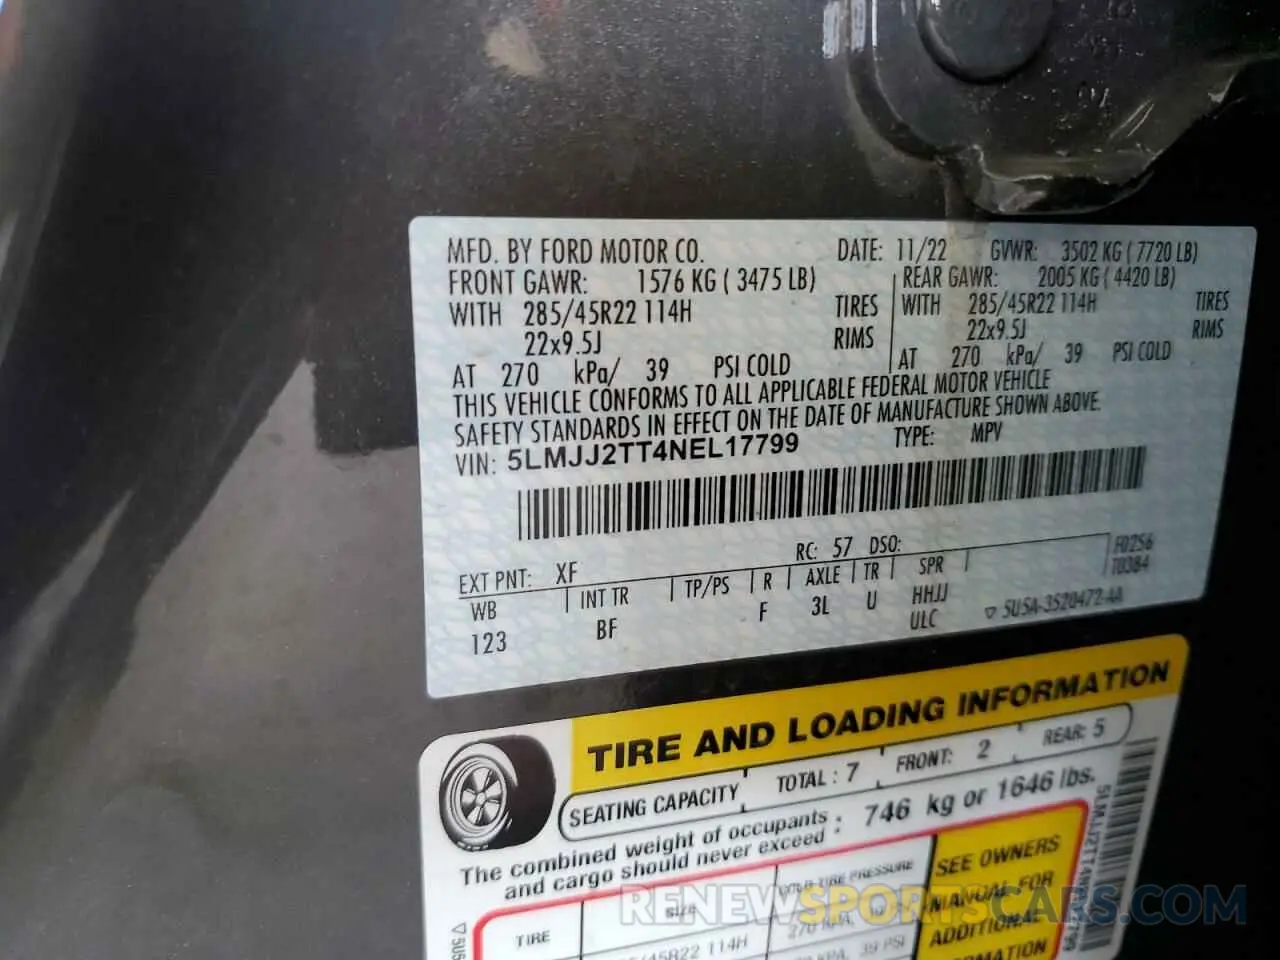 MFD. BY FORD MOTOR CO. DATE: 11/22 GVWR: 3502 KG ( 7720 LB)
FRONT GAWR: 1576 KG ( 3475 LB) REAR GAWR: 2005 KG ( 4420 LB)
WITH 285/45R22 114H TIRES WITH 285/45R22 114H TIRES
22x9.5J RIMS 22x9.5J RIMS
AT 270 kPa/ 39 PSI COLD AT 270 kPa/ 39 PSI COLD
THIS VEHICLE CONFORMS TO ALL APPLICABLE FEDERAL MOTOR VEHICLE
SAFETY STANDARDS IN EFFECT ON THE DATE OF MANUFACTURE SHOWN ABOVE.
VIN: 5LMJJ2TT4NEL17799 TYPE: MPV
EXT PNT: XF RC: 57 DSO: F0256
WB INT TR TP/PS R AXLE TR SPR T0384
123 BF F 3L U HHJJ
ULC ▽ 5U5A-3520472-AA
TIRE AND LOADING INFORMATION
SEATING CAPACITY TOTAL : 7 FRONT: 2 REAR: 5
The combined weight of occupants
and cargo should never exceed : 746 kg or 1646 lbs.
TIRE SIZE COLD TIRE PRESSURE
SEE OWNERS
MANUAL FOR
ADDITIONAL
RENEWSPORTSCARS.COM